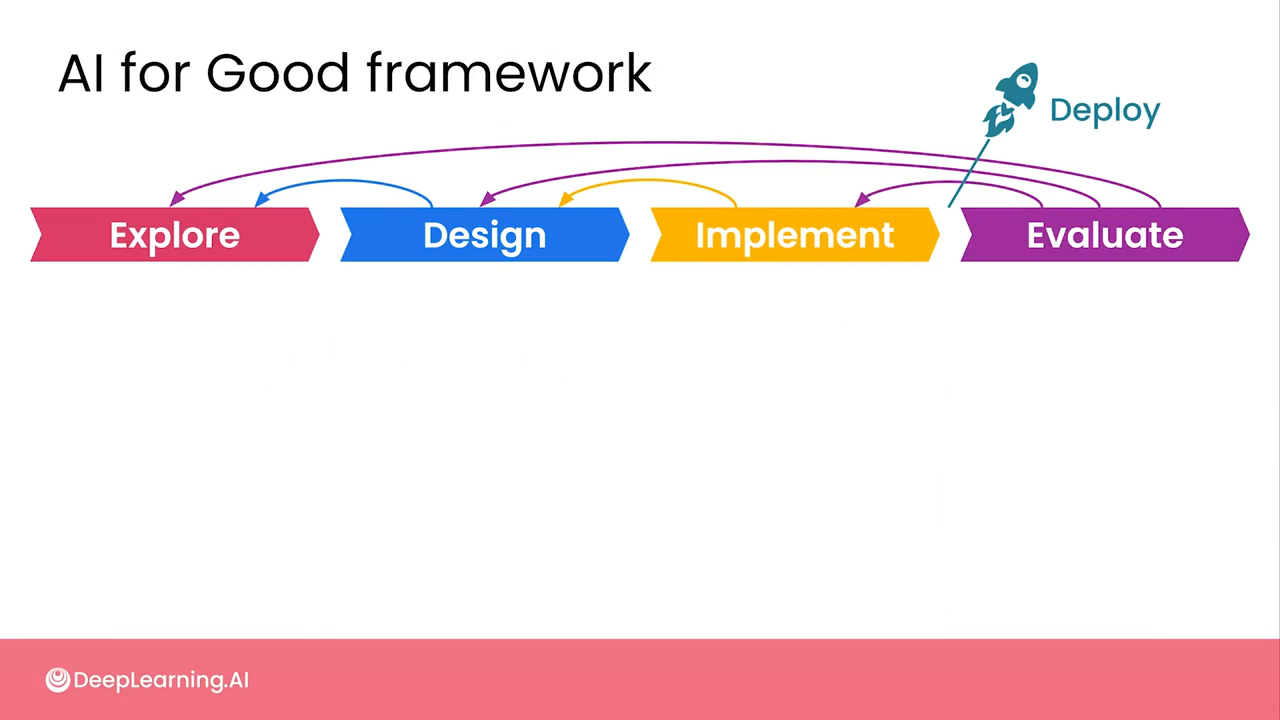 AI for Good framework
Deploy
Explore
Design
Implement
Evaluate
DeepLearning.AI